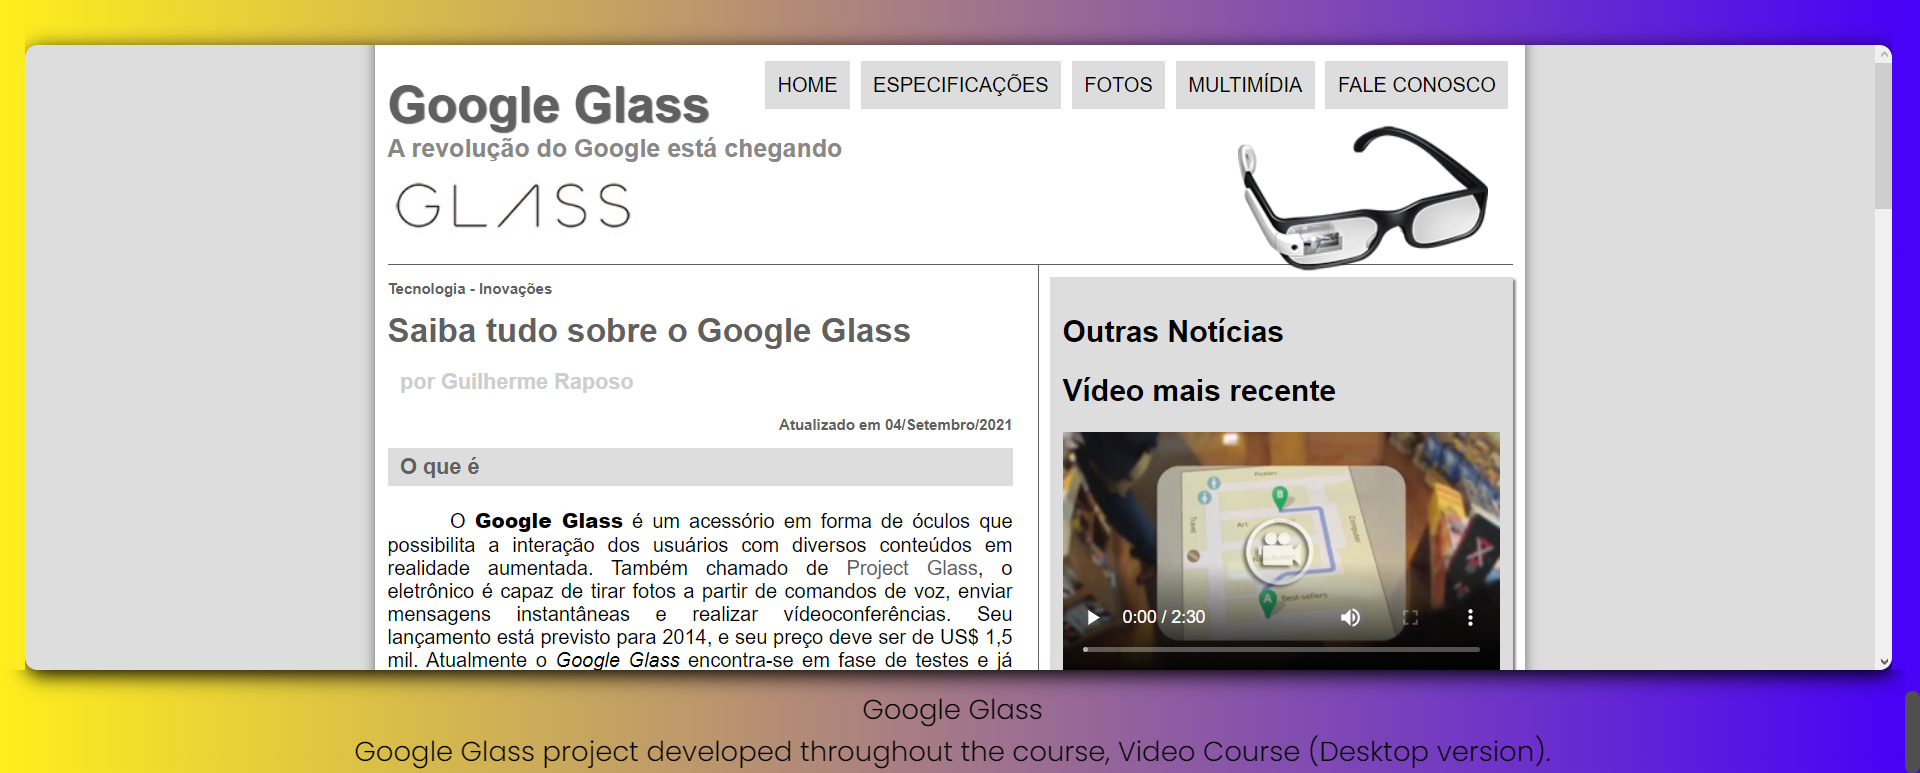 HOME ESPECIFICAÇÕES FOTOS MULTIMÍDIA FALE CONOSCO
Google Glass
A revolução do Google está chegando
GLASS
Tecnologia - Inovações
Saiba tudo sobre o Google Glass
por Guilherme Raposo
Atualizado em 04/Setembro/2021
O que é
O Google Glass é um acessório em forma de óculos que
possibilita a interação dos usuários com diversos conteúdos em
realidade aumentada. Também chamado de Project Glass, o
eletrônico é capaz de tirar fotos a partir de comandos de voz, enviar
mensagens instantâneas e realizar vídeoconferências. Seu
lançamento está previsto para 2014, e seu preço deve ser de US$ 1,5
mil. Atualmente o Google Glass encontra-se em fase de testes e já
Outras Notícias
Vídeo mais recente
B
Travel
Art
Computer
A
Best-sellers
0:00 / 2:30
Google Glass
Google Glass project developed throughout the course, Video Course (Desktop version).